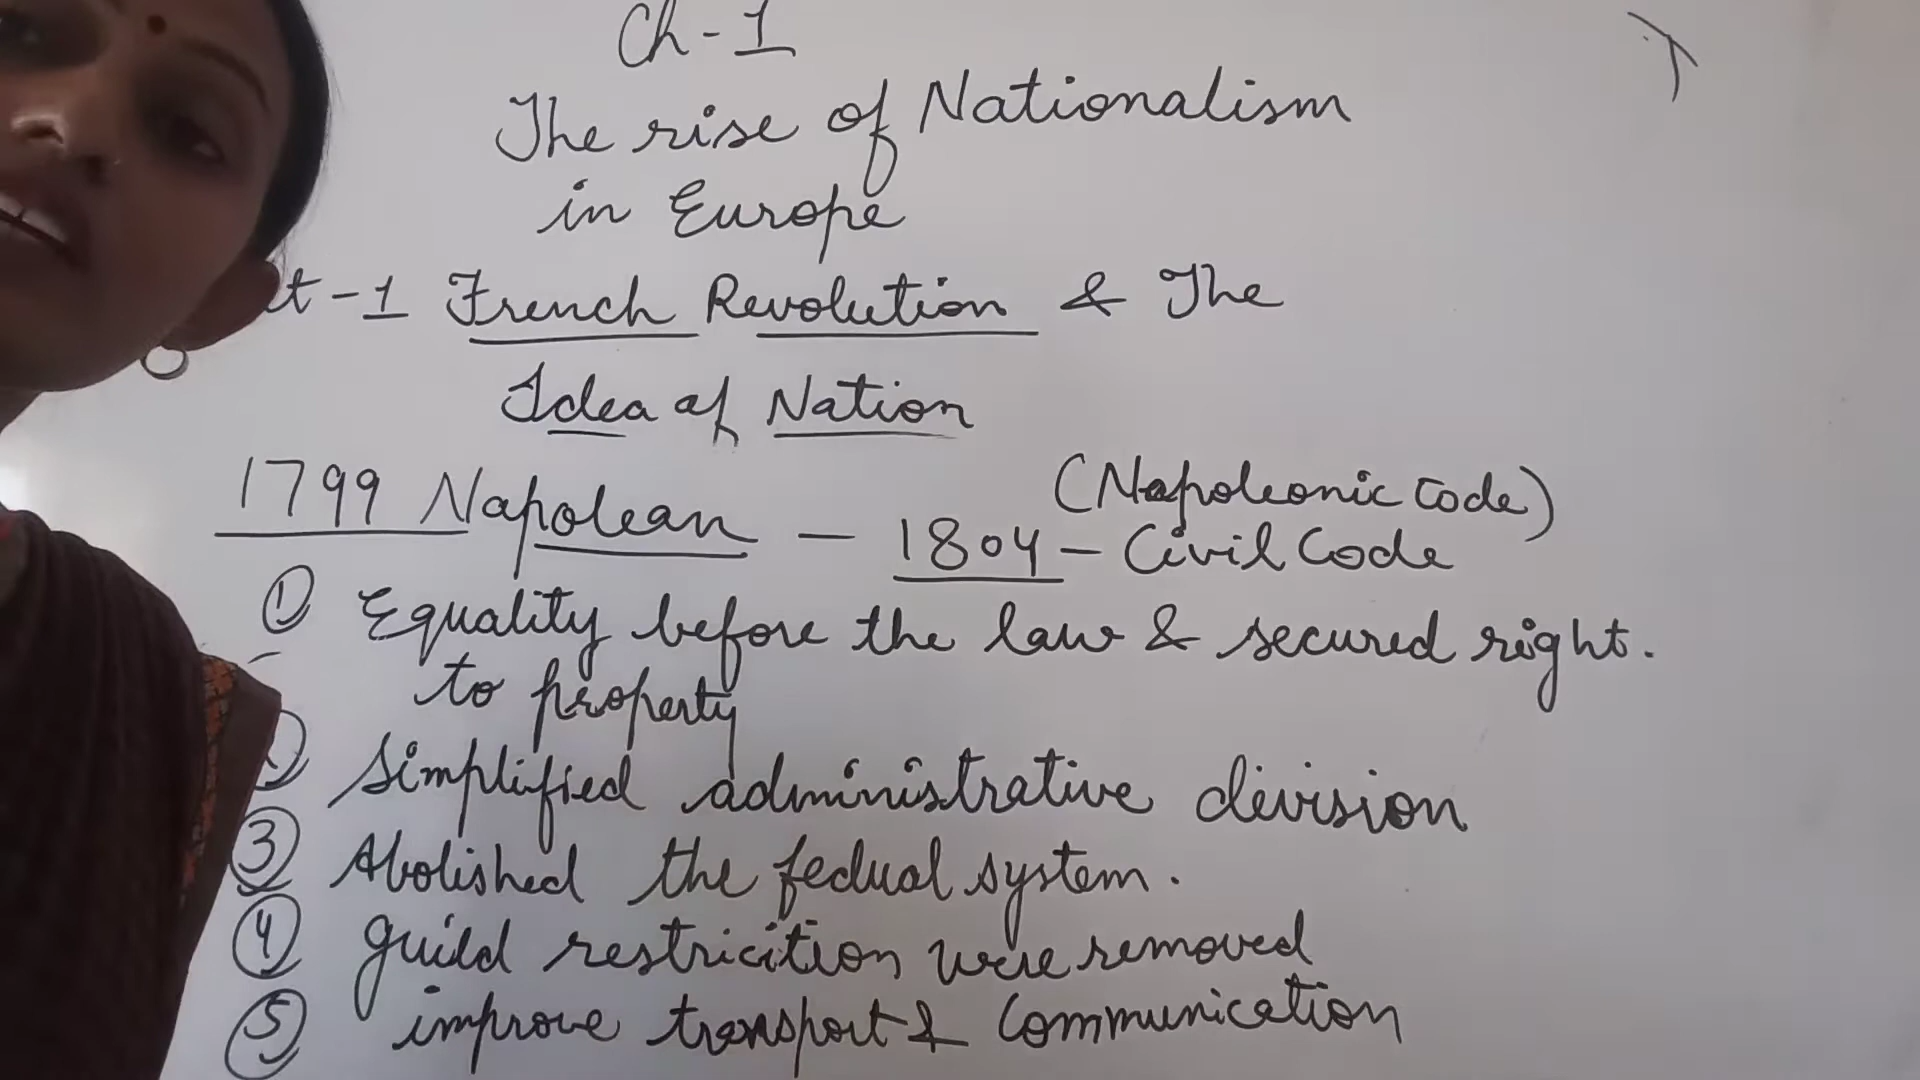 Ch-1
The rise of Nationalism
in Europe
t-1 French Revolution & The
Idea of Nation
1799 Napolean - 1804 - Civil Code
(Napoleonic Code)
① Equality before the law & secured right.
to property
simplified administrative division
③ Abolished the fedual system.
④ guild restricition were removed
⑤ improve transport & Communication